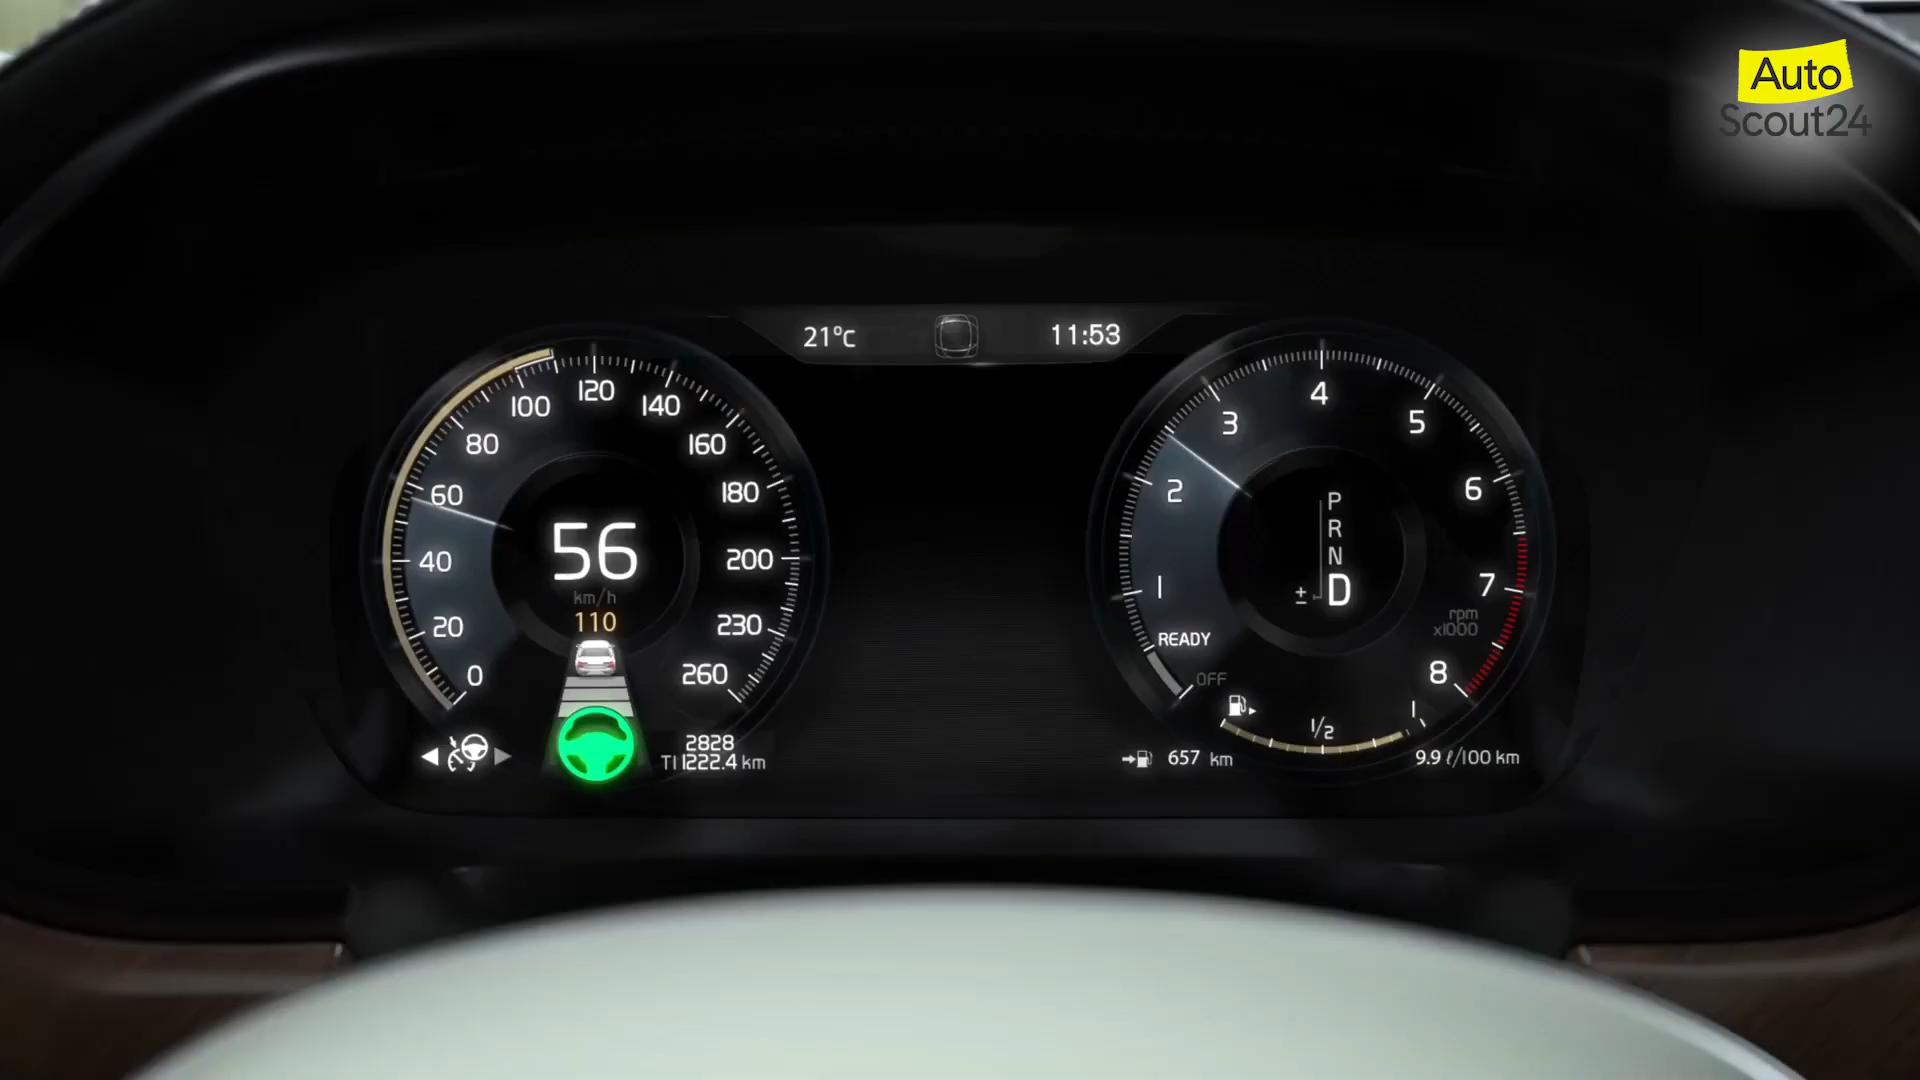 Auto
Scout24
21°C
11:53
0
20
40
60
80
100
120
140
160
180
200
230
260
56
km/h
110
2828
T1 1222.4 km
1
2
3
4
5
6
7
8
rpm
x1000
P
R
N
± D
READY
OFF
1/2
1
657 km
9.9 ℓ/100 km